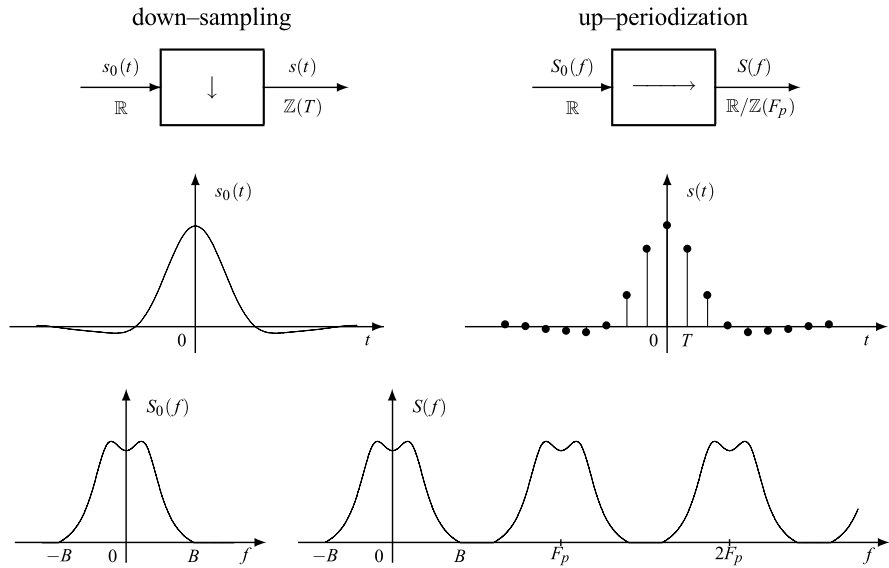 down–sampling up–periodization
s₀(t) ↓ s(t) S₀(f) ⟶ S(f)
ℝ ℤ(T) ℝ ℝ/ℤ(Fₚ)
s₀(t) s(t)
0 t 0 T t
S₀(f) S(f)
−B 0 B f −B 0 B Fₚ 2Fₚ f